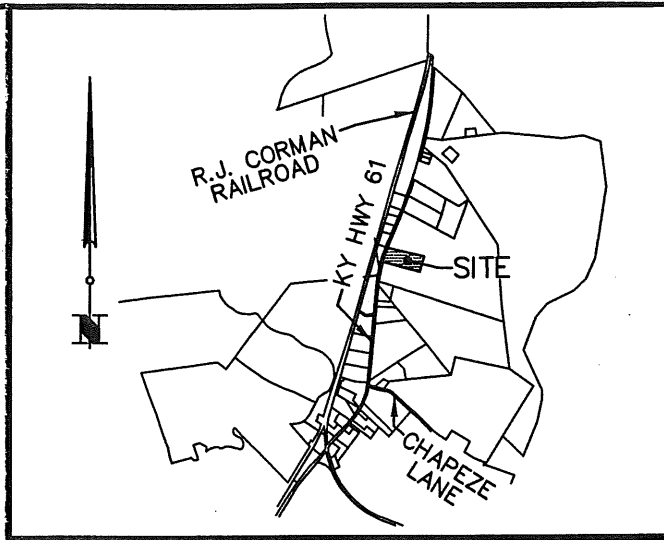 R.J. CORMAN
RAILROAD
KY HWY 61
SITE
N
CHAPEZE
LANE